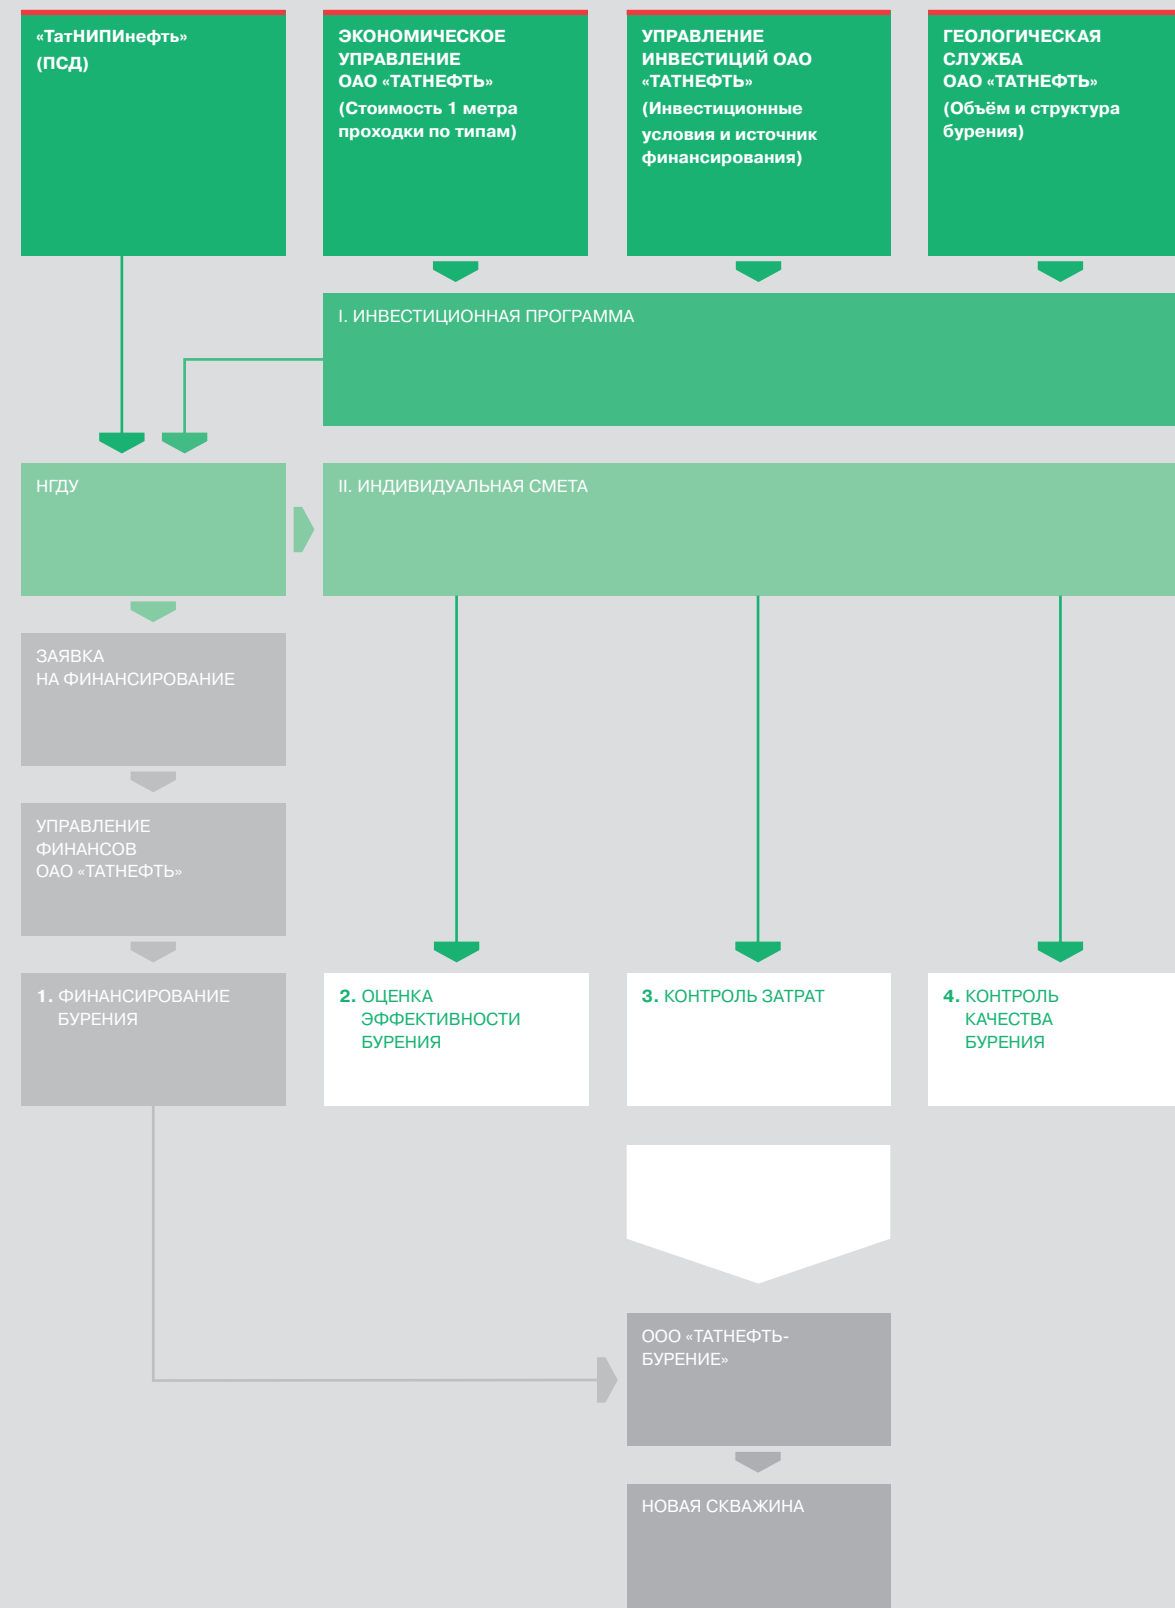 «ТатНИПИнефть»
(ПСД)
ЭКОНОМИЧЕСКОЕ
УПРАВЛЕНИЕ
ОАО «ТАТНЕФТЬ»
(Стоимость 1 метра
проходки по типам)
УПРАВЛЕНИЕ
ИНВЕСТИЦИЙ ОАО
«ТАТНЕФТЬ»
(Инвестиционные
условия и источник
финансирования)
ГЕОЛОГИЧЕСКАЯ
СЛУЖБА
ОАО «ТАТНЕФТЬ»
(Объём и структура
бурения)
I. ИНВЕСТИЦИОННАЯ ПРОГРАММА
НГДУ
II. ИНДИВИДУАЛЬНАЯ СМЕТА
ЗАЯВКА
НА ФИНАНСИРОВАНИЕ
УПРАВЛЕНИЕ
ФИНАНСОВ
ОАО «ТАТНЕФТЬ»
1. ФИНАНСИРОВАНИЕ
БУРЕНИЯ
2. ОЦЕНКА
ЭФФЕКТИВНОСТИ
БУРЕНИЯ
3. КОНТРОЛЬ ЗАТРАТ
4. КОНТРОЛЬ
КАЧЕСТВА
БУРЕНИЯ
ООО «ТАТНЕФТЬ-
БУРЕНИЕ»
НОВАЯ СКВАЖИНА